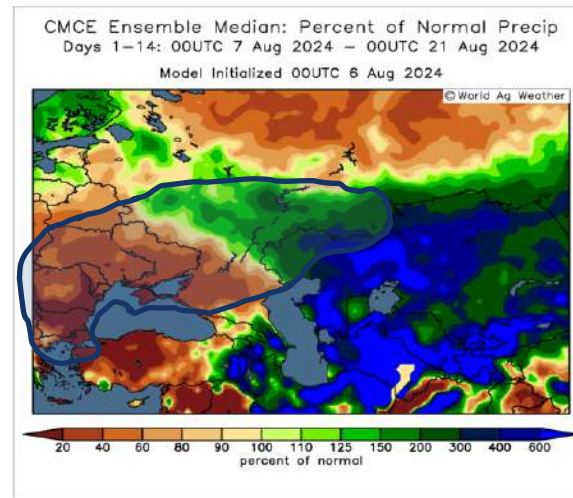 CMCE Ensemble Median: Percent of Normal Precip
Days 1–14: 00UTC 7 Aug 2024 – 00UTC 21 Aug 2024
Model Initialized 00UTC 6 Aug 2024
© World Ag Weather
20 40 60 90 100 110 125 150 200 300 400 600
percent of normal